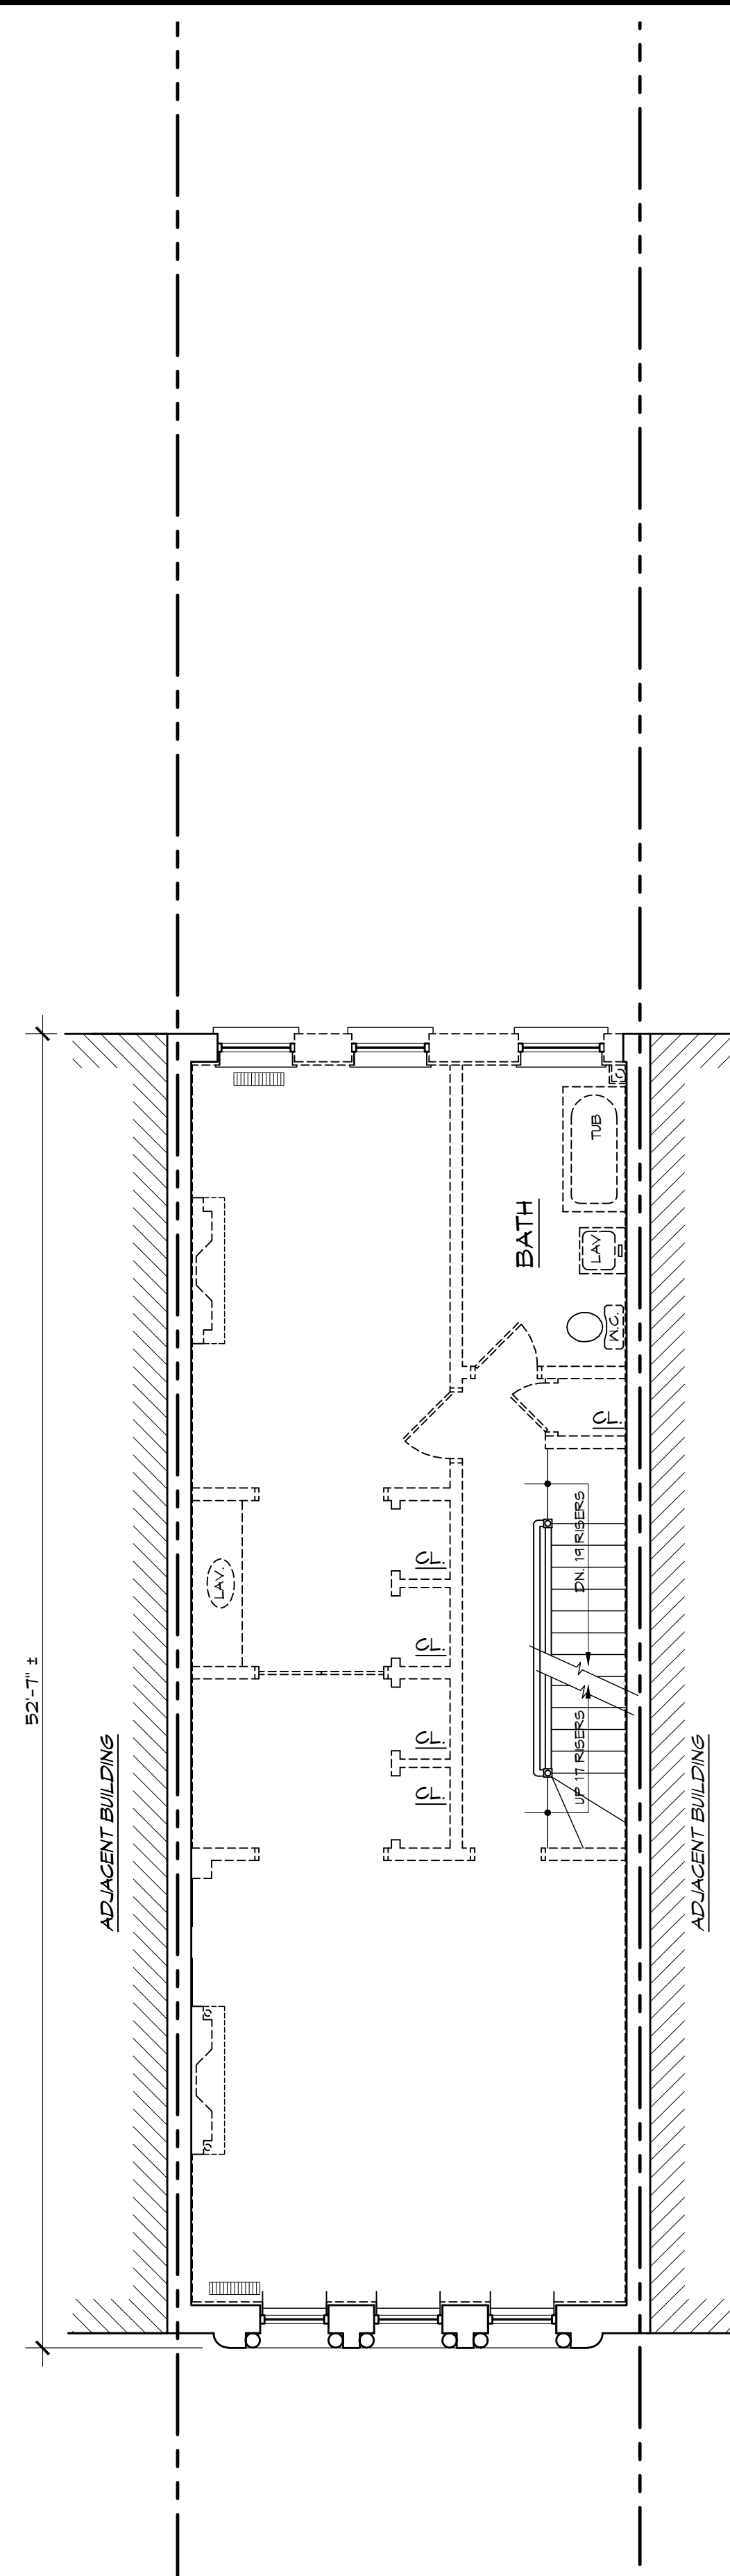 TUB
BATH
LAV
W.C.
CL.
DN. 19 RISERS
CL.
LAV.
CL.
52'-7" ±
UP 17 RISERS
CL.
CL.
ADJACENT BUILDING
ADJACENT BUILDING